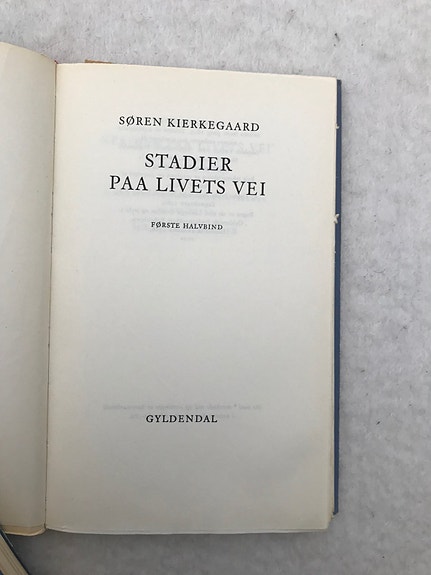 SØREN KIERKEGAARD
STADIER
PAA LIVETS VEI
FØRSTE HALVBIND
GYLDENDAL